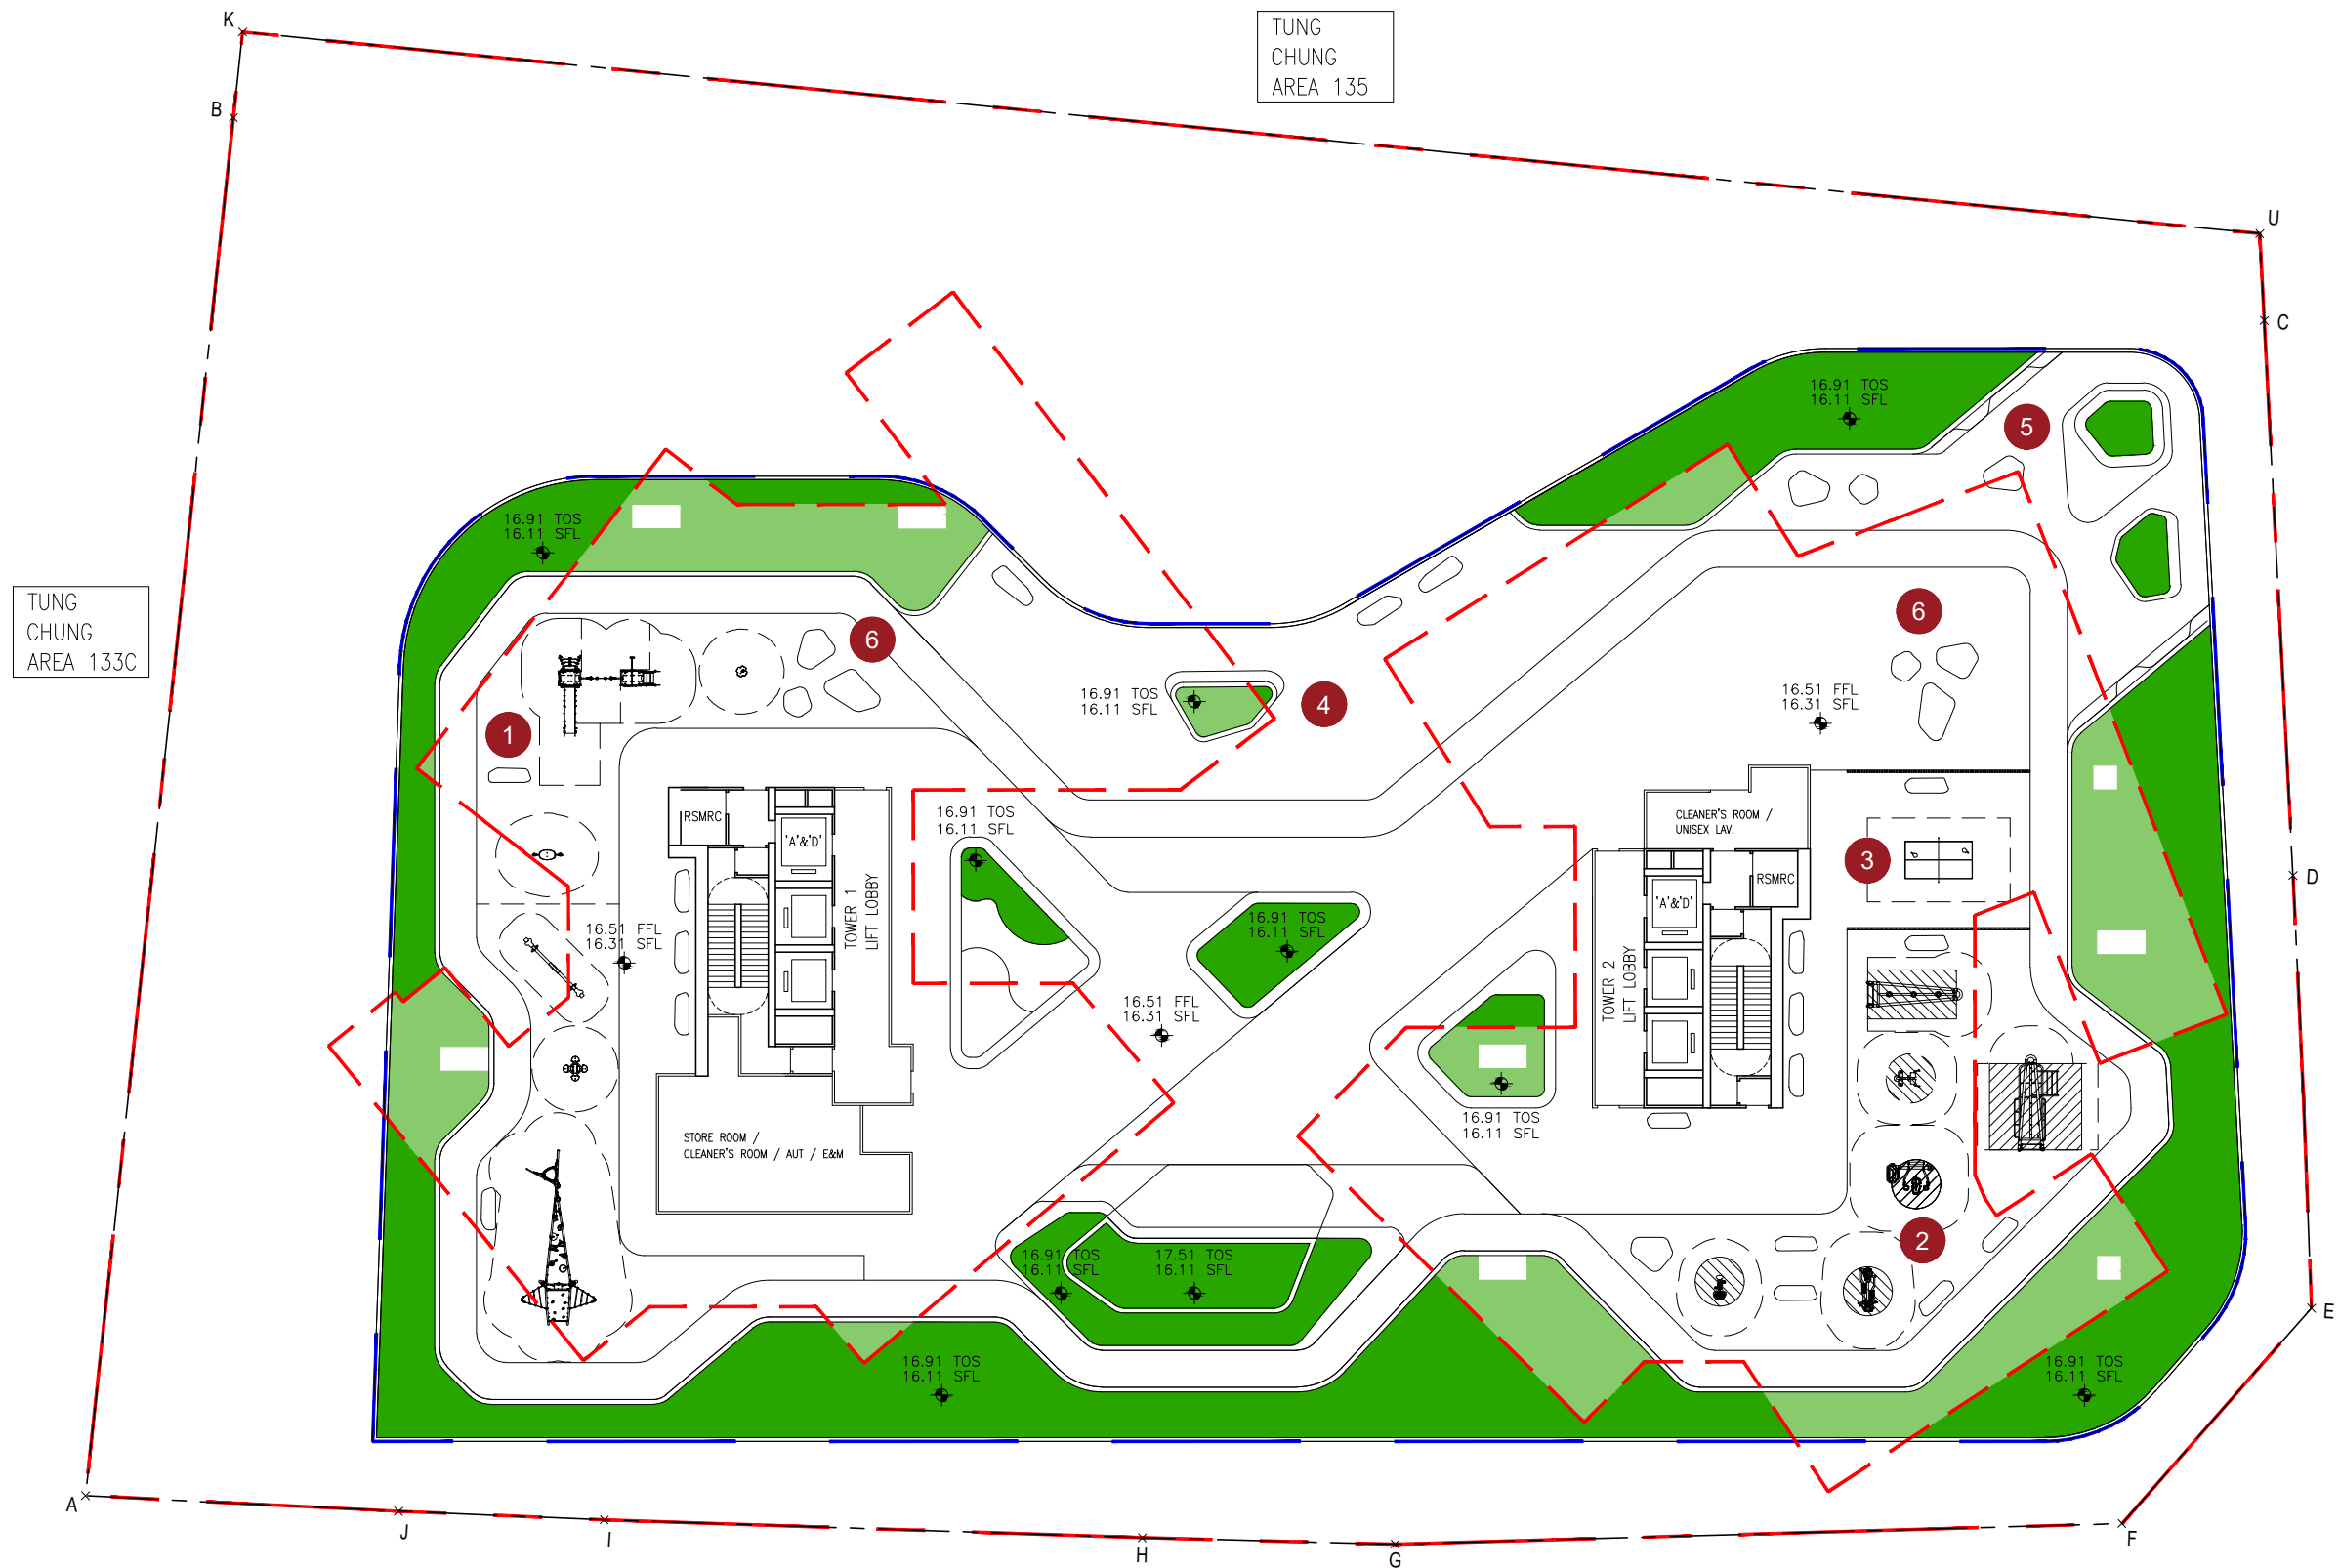 K
TUNG
CHUNG
AREA 135
B
U
C
16.91 TOS
16.11 SFL
5
16.91 TOS
16.11 SFL
TUNG
CHUNG
AREA 133C
6
6
16.91 TOS
16.11 SFL
4
16.51 FFL
16.31 SFL
1
RSMRC
'A'&'D'
TOWER 1
LIFT LOBBY
16.91 TOS
16.11 SFL
CLEANER'S ROOM /
UNISEX LAV.
3
RSMRC
'A'&'D'
TOWER 2
LIFT LOBBY
D
16.51 FFL
16.31 SFL
16.91 TOS
16.11 SFL
16.51 FFL
16.31 SFL
16.91 TOS
16.11 SFL
STORE ROOM /
CLEANER'S ROOM / AUT / E&M
2
16.91 TOS
16.11 SFL
17.51 TOS
16.11 SFL
E
16.91 TOS
16.11 SFL
16.91 TOS
16.11 SFL
A
J
I
H
G
F